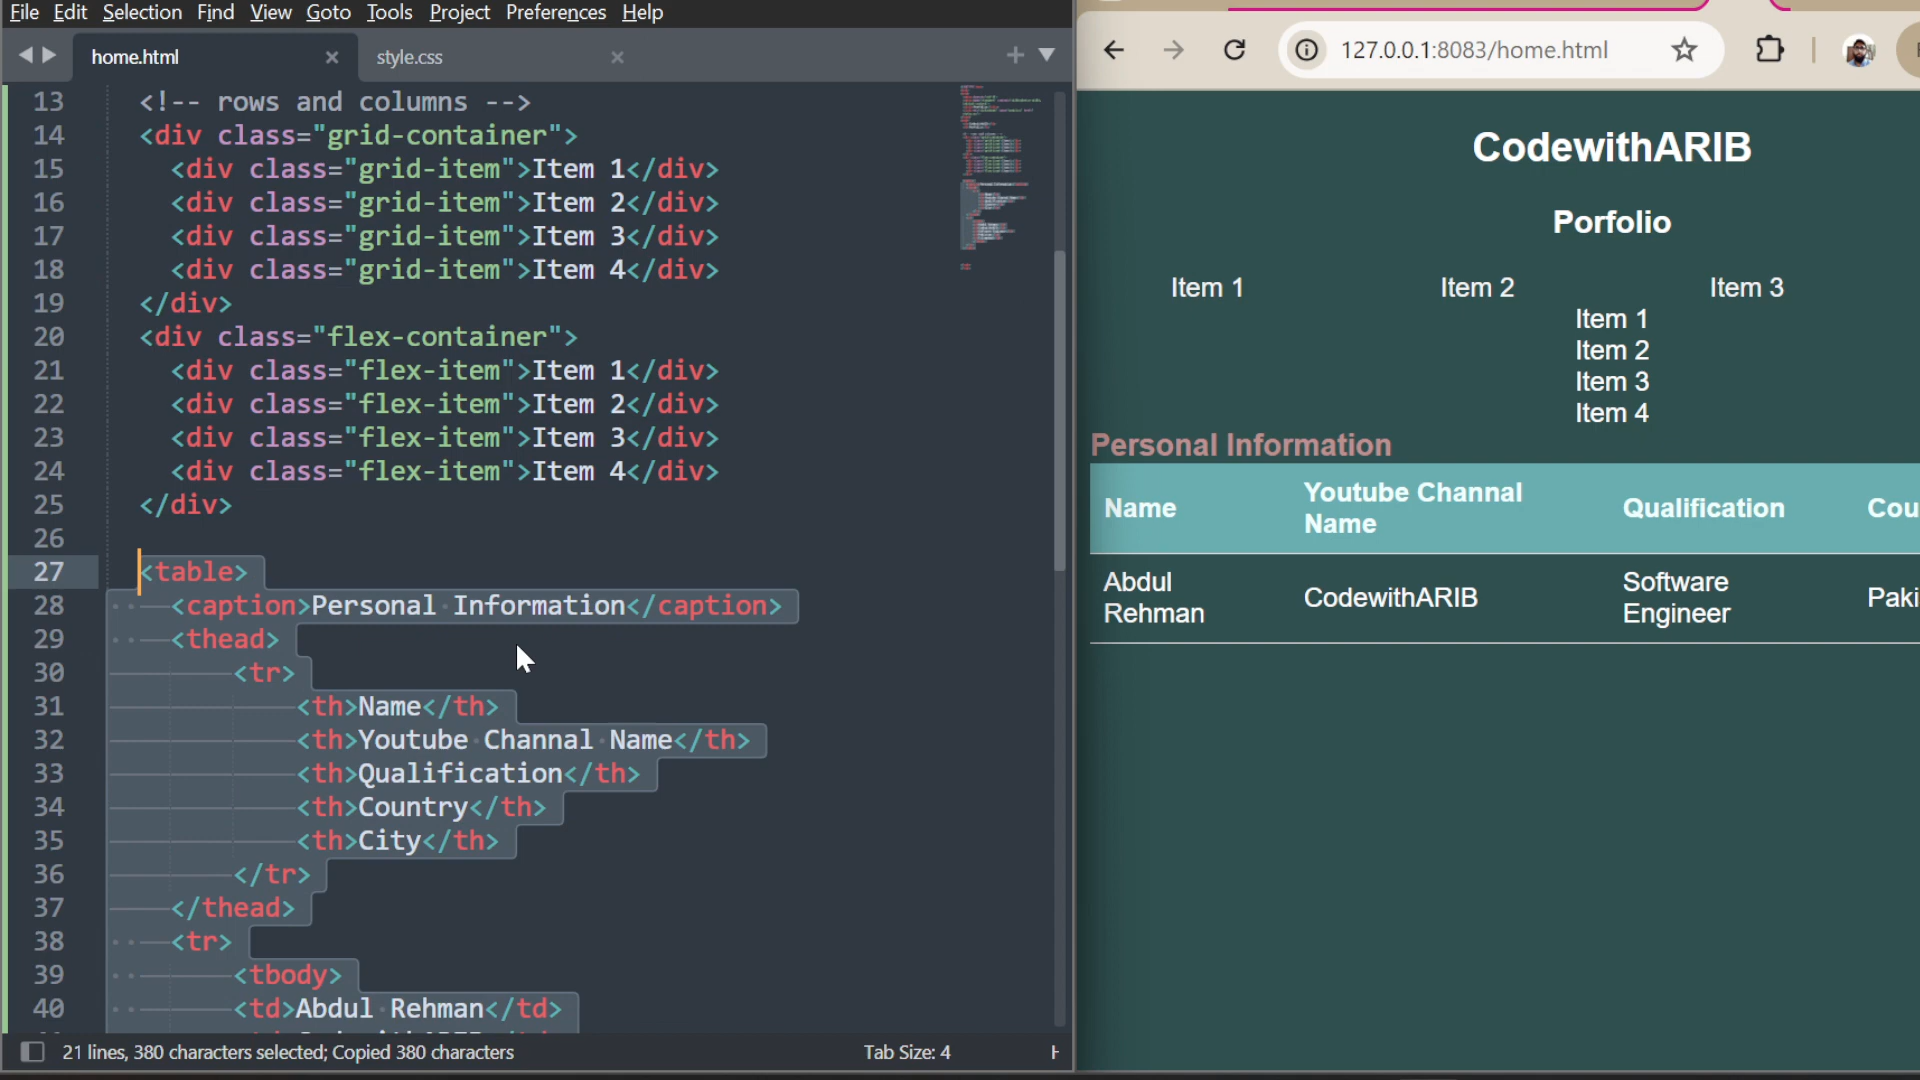 File Edit Selection Find View Goto Tools Project Preferences Help
home.html
style.css
13 <!-- rows and columns -->
14 <div class="grid-container">
15 <div class="grid-item">Item 1</div>
16 <div class="grid-item">Item 2</div>
17 <div class="grid-item">Item 3</div>
18 <div class="grid-item">Item 4</div>
19 </div>
20 <div class="flex-container">
21 <div class="flex-item">Item 1</div>
22 <div class="flex-item">Item 2</div>
23 <div class="flex-item">Item 3</div>
24 <div class="flex-item">Item 4</div>
25 </div>
26
27 <table>
28 <caption>Personal Information</caption>
29 <thead>
30 <tr>
31 <th>Name</th>
32 <th>Youtube Channal Name</th>
33 <th>Qualification</th>
34 <th>Country</th>
35 <th>City</th>
36 </tr>
37 </thead>
38 <tr>
39 <tbody>
40 <td>Abdul Rehman</td>
21 lines, 380 characters selected; Copied 380 characters
Tab Size: 4
127.0.0.1:8083/home.html
CodewithARIB
Porfolio
Item 1 Item 2 Item 3
Item 1
Item 2
Item 3
Item 4
Personal Information
Name Youtube Channal Name Qualification Cou
Abdul Rehman CodewithARIB Software Engineer Paki